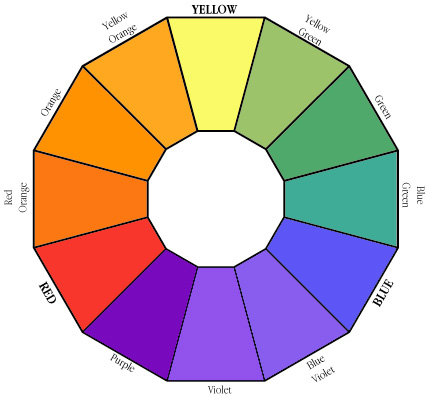 YELLOW
Yellow
Green
Green
Blue
Green
BLUE
Blue
Violet
Violet
Purple
RED
Red
Orange
Orange
Yellow
Orange